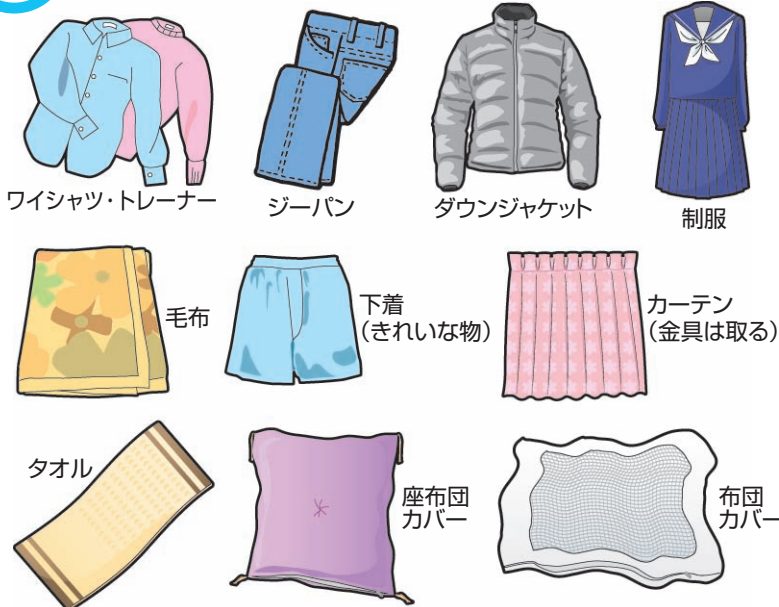 ワイシャツ・トレーナー
ジーパン
ダウンジャケット
制服
毛布
下着
（きれいな物）
カーテン
（金具は取る）
タオル
座布団
カバー
布団
カバー